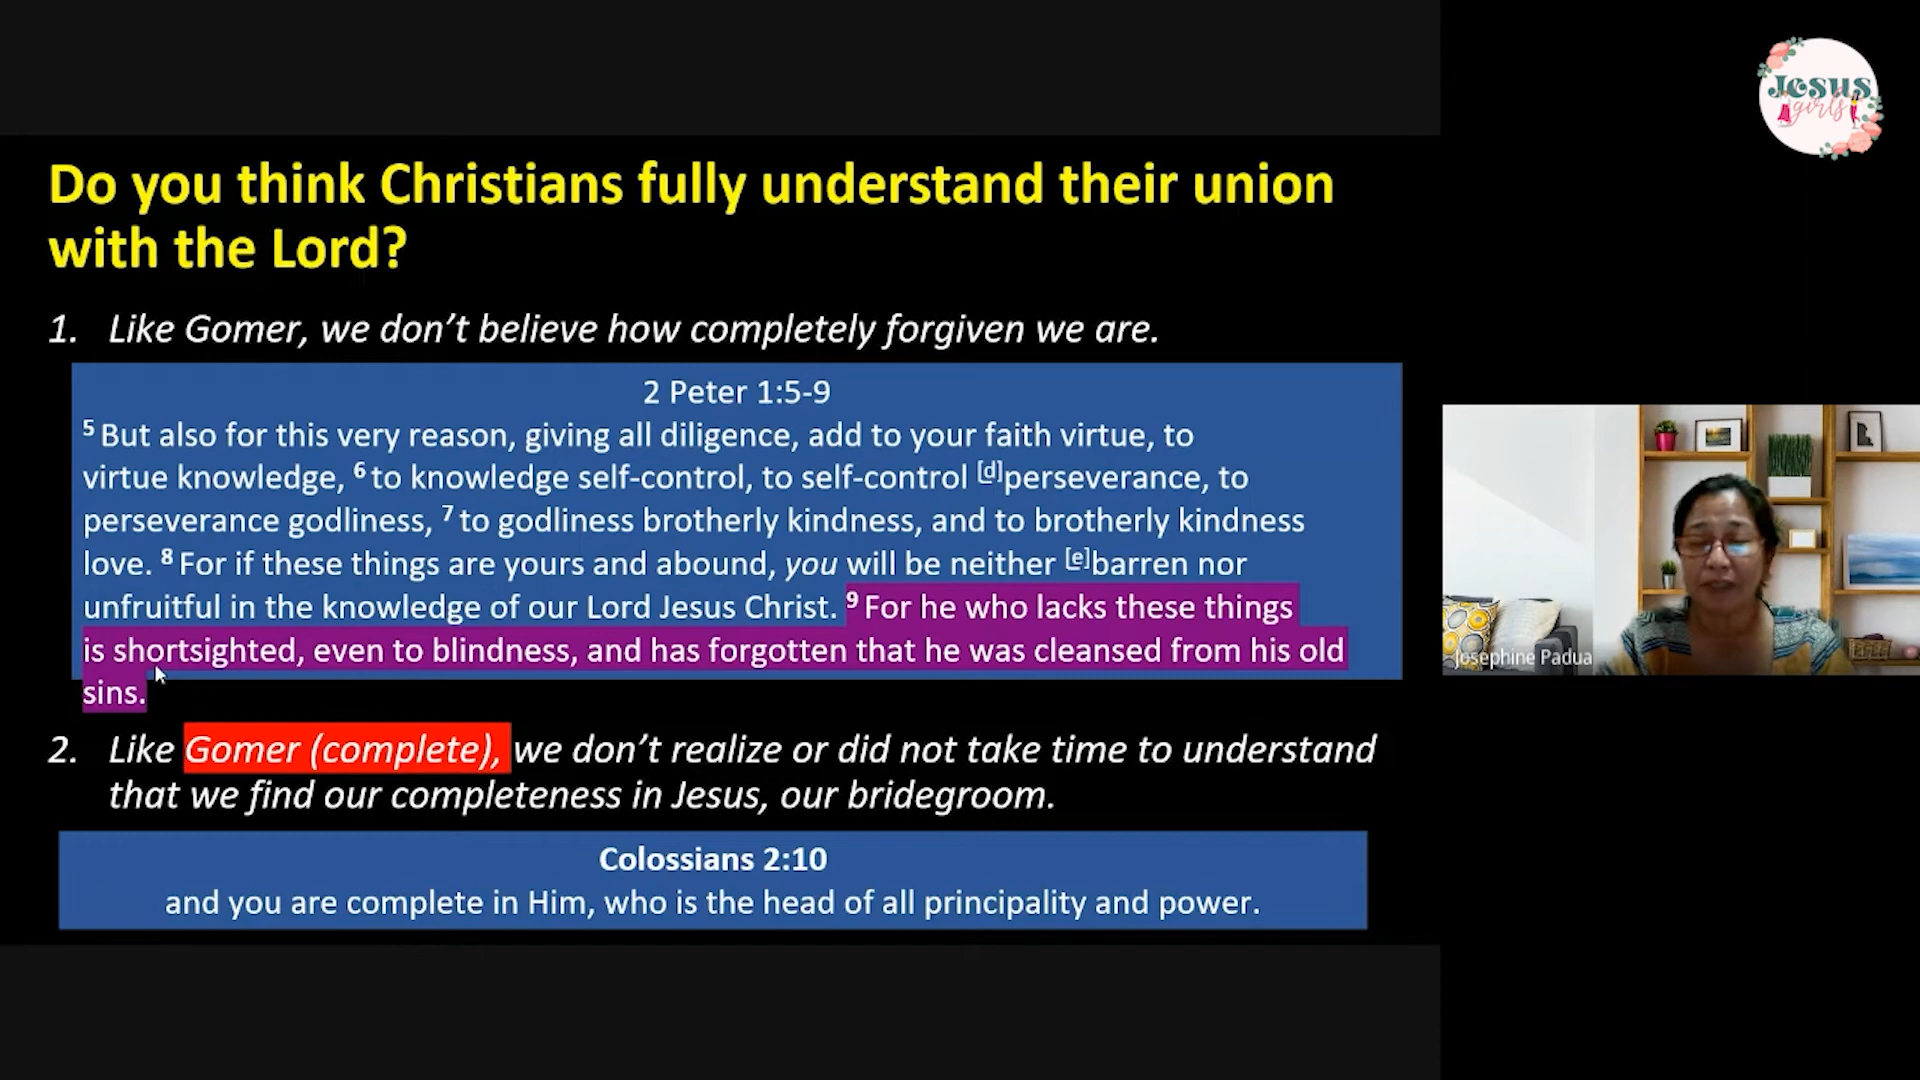 Jesus
girls
Do you think Christians fully understand their union
with the Lord?
1. Like Gomer, we don’t believe how completely forgiven we are.
2 Peter 1:5-9
5 But also for this very reason, giving all diligence, add to your faith virtue, to
virtue knowledge, 6 to knowledge self-control, to self-control [d]perseverance, to
perseverance godliness, 7 to godliness brotherly kindness, and to brotherly kindness
love. 8 For if these things are yours and abound, you will be neither [e]barren nor
unfruitful in the knowledge of our Lord Jesus Christ. 9 For he who lacks these things
is shortsighted, even to blindness, and has forgotten that he was cleansed from his old
sins.
2. Like Gomer (complete), we don’t realize or did not take time to understand
that we find our completeness in Jesus, our bridegroom.
Colossians 2:10
and you are complete in Him, who is the head of all principality and power.
Josephine Padua